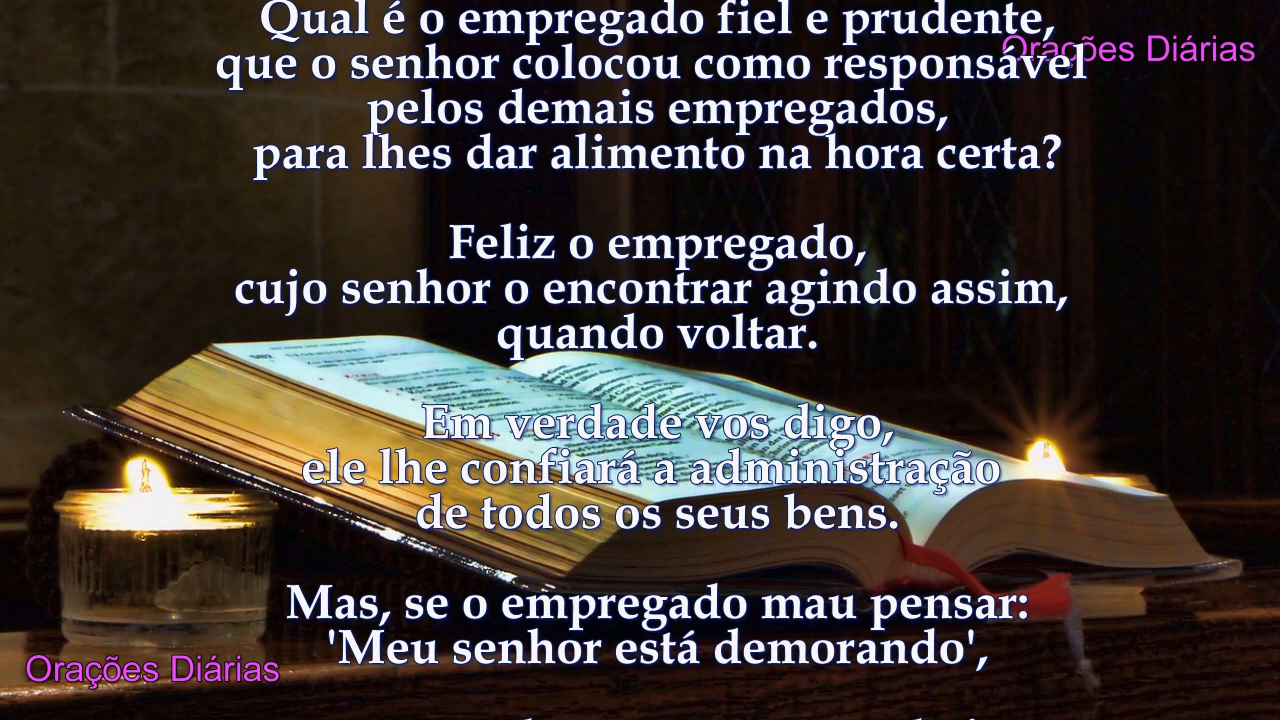 Qual é o empregado fiel e prudente,
Orações Diárias
que o senhor colocou como responsável
pelos demais empregados,
para lhes dar alimento na hora certa?
Feliz o empregado,
cujo senhor o encontrar agindo assim,
quando voltar.
Em verdade vos digo,
ele lhe confiará a administração
de todos os seus bens.
Mas, se o empregado mau pensar:
'Meu senhor está demorando',
Orações Diárias